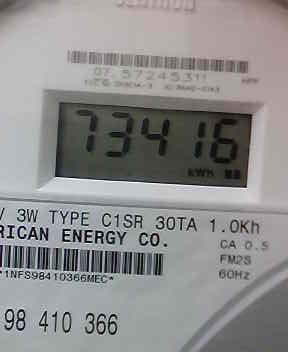 73416
kWh
V 3W TYPE C1SR 30TA 1.0Kh
RICAN ENERGY CO.
CA 0.5
FM2S
60Hz
*1NFS98410366MEC*
98 410 366